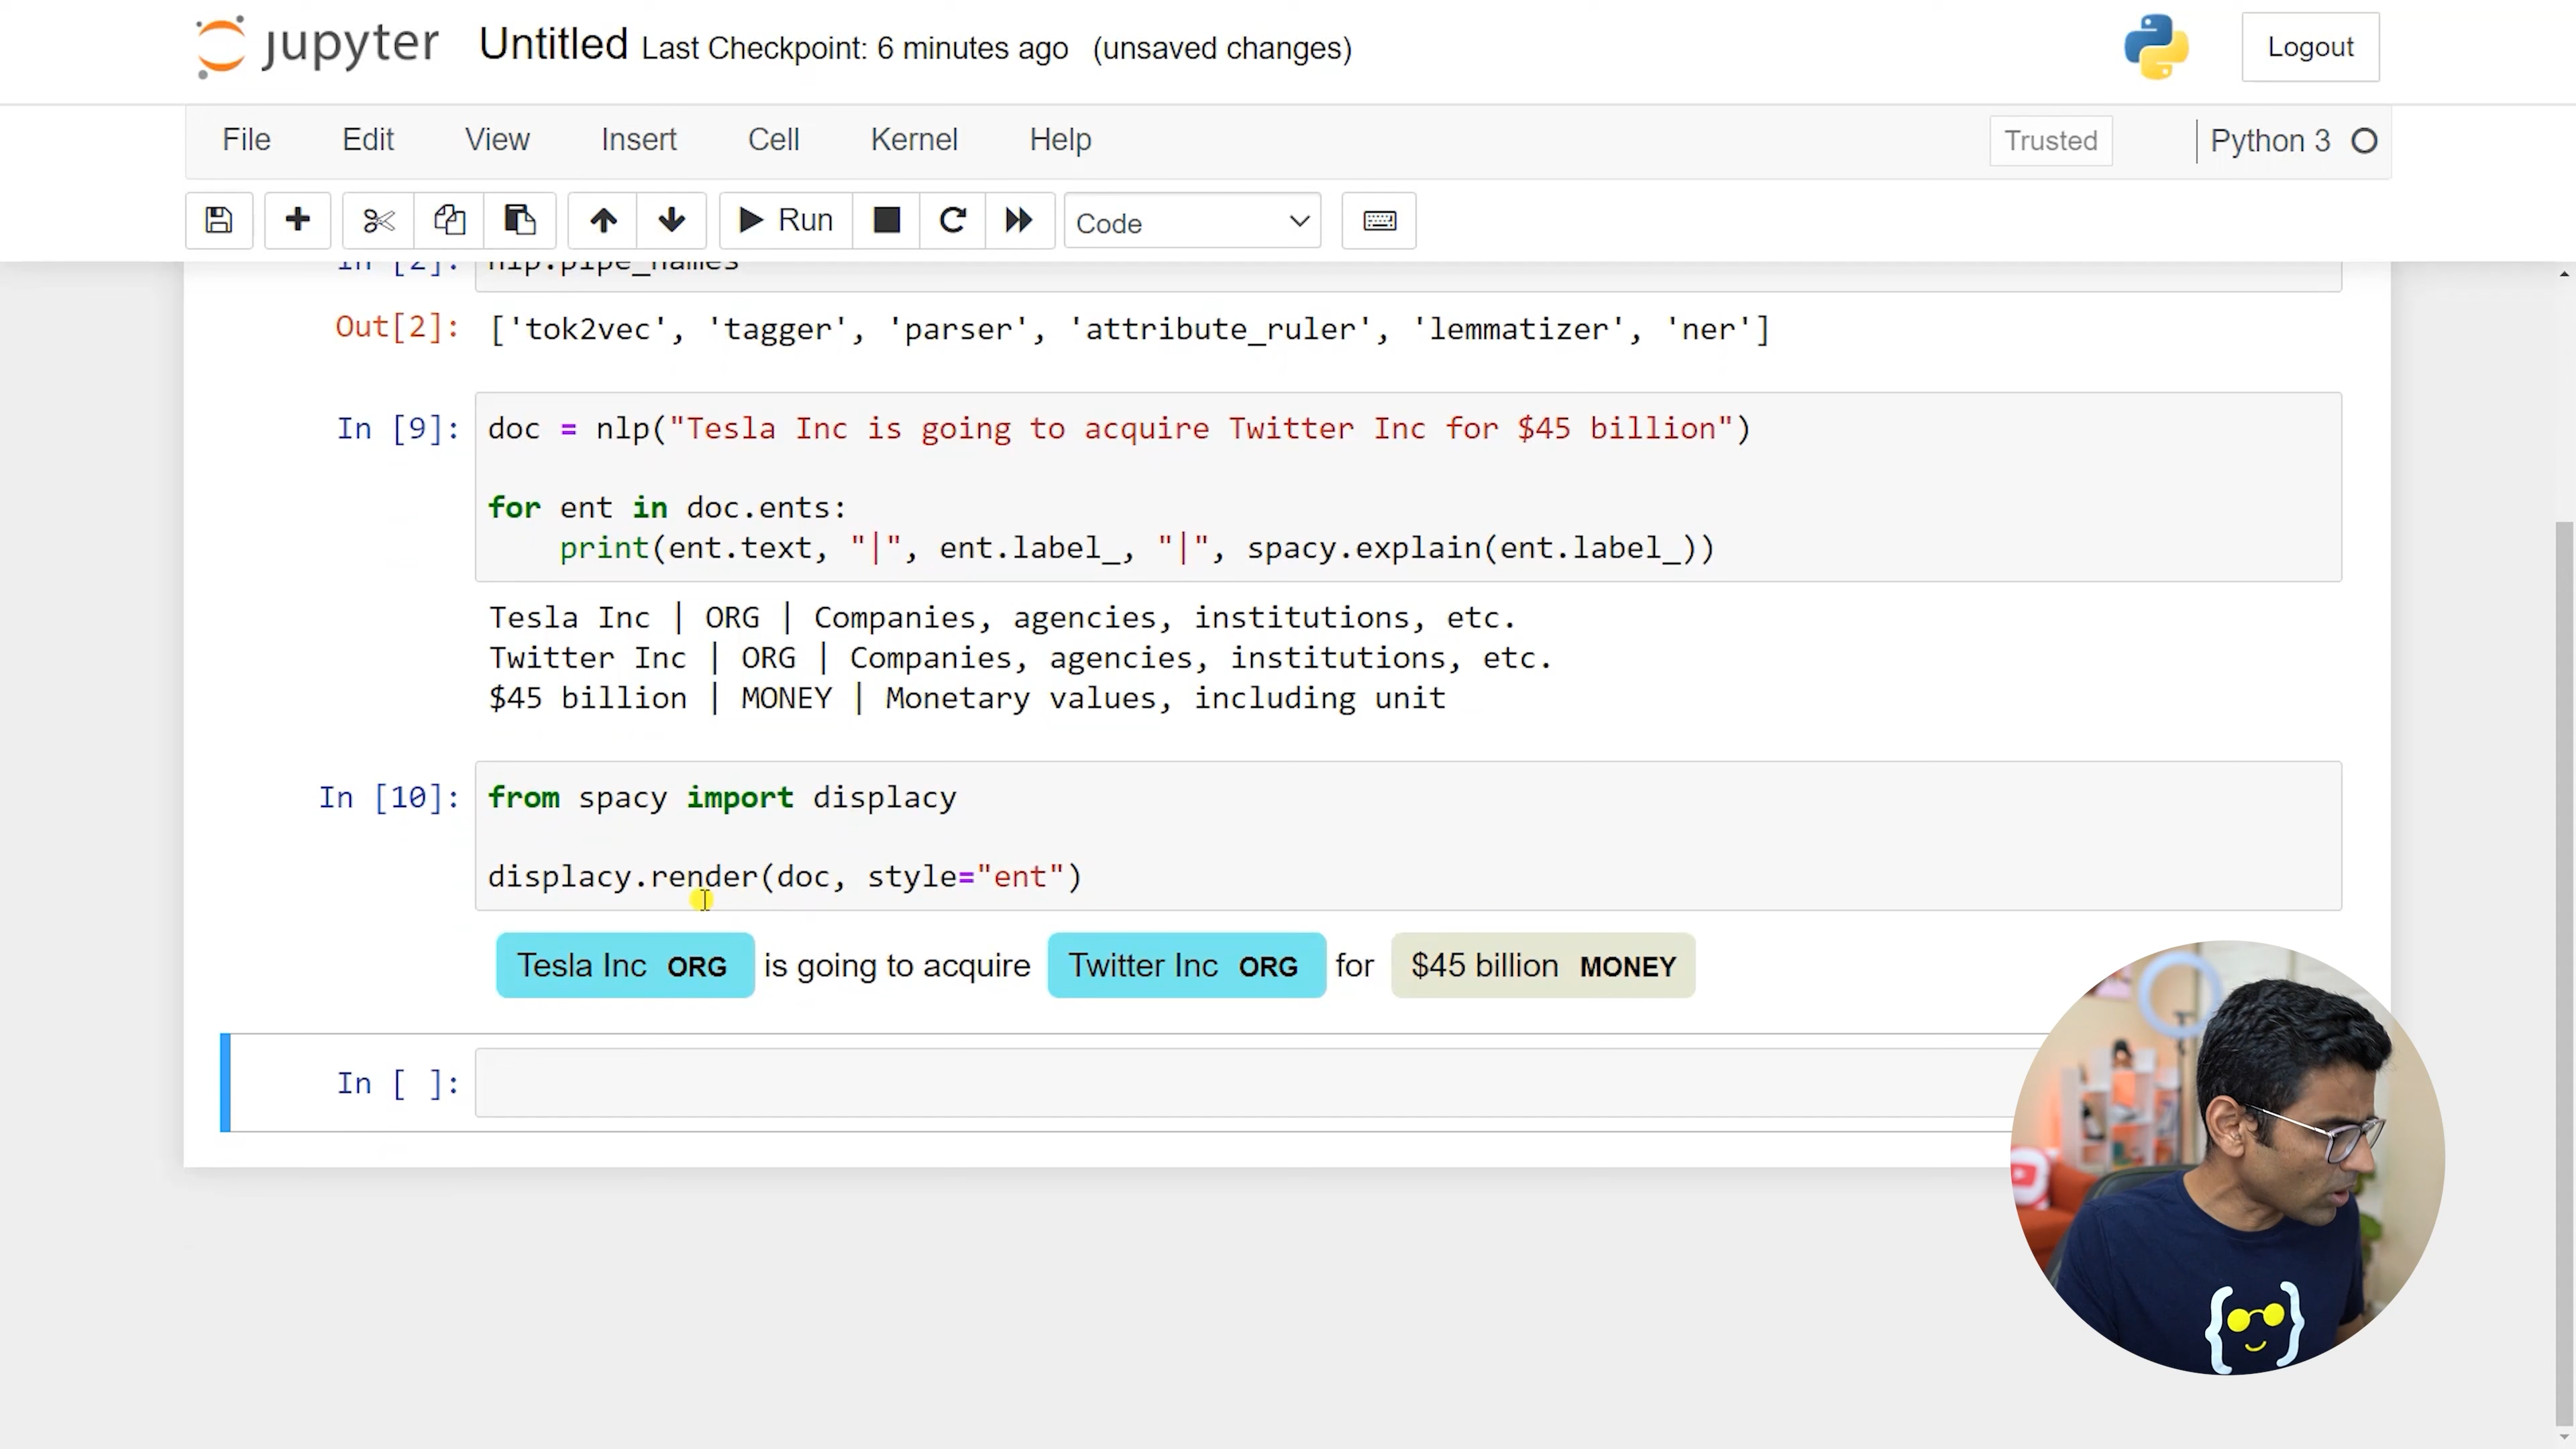 jupyter Untitled Last Checkpoint: 6 minutes ago (unsaved changes) Logout
File Edit View Insert Cell Kernel Help Trusted Python 3
Run Code
In [2]: nlp.pipe_names
Out[2]: ['tok2vec', 'tagger', 'parser', 'attribute_ruler', 'lemmatizer', 'ner']
In [9]: doc = nlp("Tesla Inc is going to acquire Twitter Inc for $45 billion")
for ent in doc.ents:
    print(ent.text, "|", ent.label_, "|", spacy.explain(ent.label_))
Tesla Inc | ORG | Companies, agencies, institutions, etc.
Twitter Inc | ORG | Companies, agencies, institutions, etc.
$45 billion | MONEY | Monetary values, including unit
In [10]: from spacy import displacy
displacy.render(doc, style="ent")
Tesla Inc ORG is going to acquire Twitter Inc ORG for $45 billion MONEY
In [ ]: